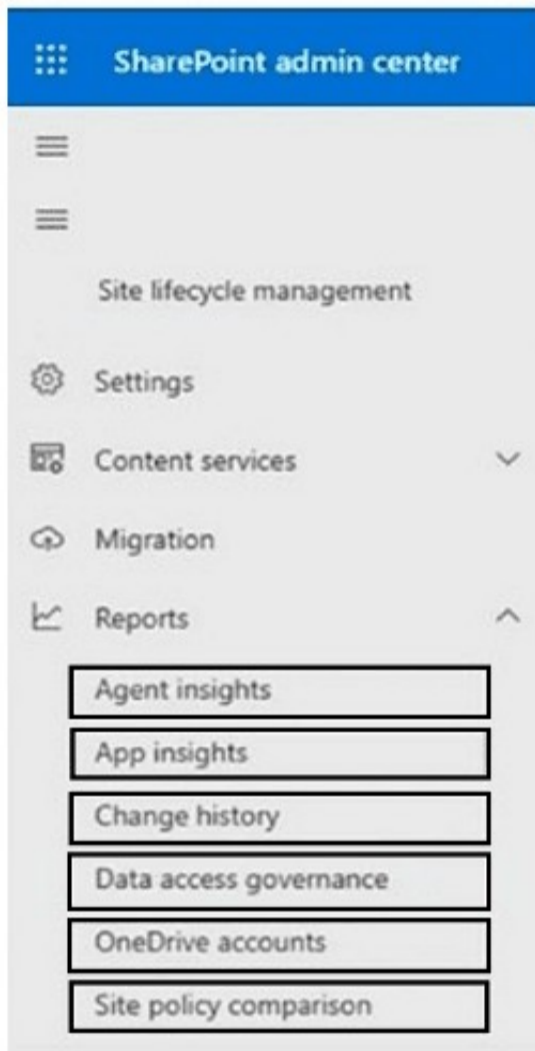 SharePoint admin center
Site lifecycle management
Settings
Content services
Migration
Reports
Agent insights
App insights
Change history
Data access governance
OneDrive accounts
Site policy comparison